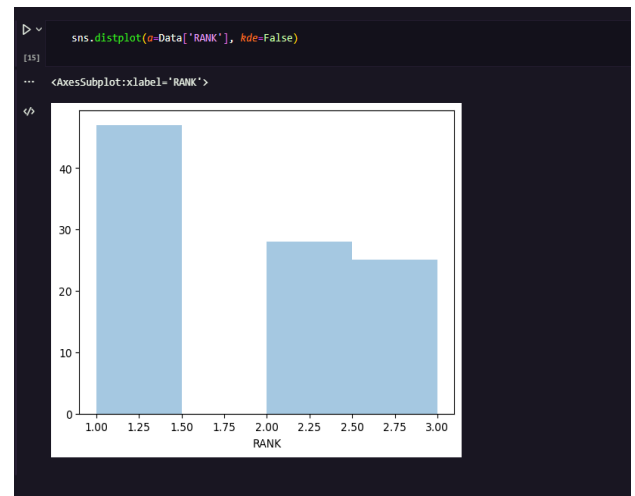 sns.distplot(a=Data['RANK'], kde=False)
[15]
<AxesSubplot:xlabel='RANK'>
40
30
20
10
0
1.00 1.25 1.50 1.75 2.00 2.25 2.50 2.75 3.00
RANK